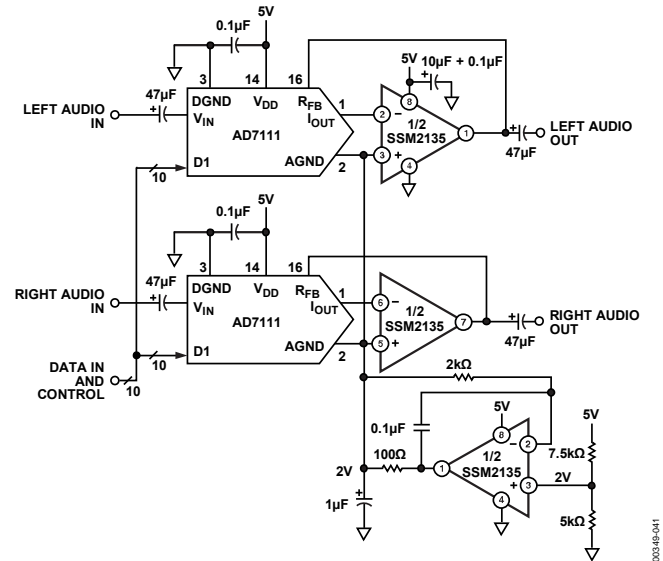 5V
0.1µF
3
14
16
47µF
DGND
VDD
RFB
1
IOUT
LEFT AUDIO
IN
VIN
AD7111
AGND
2
D1
10
5V
10µF + 0.1µF
8
2
−
1/2
SSM2135
1
3
+
4
LEFT AUDIO
OUT
47µF
5V
0.1µF
3
14
16
47µF
DGND
VDD
RFB
1
IOUT
RIGHT AUDIO
IN
VIN
AD7111
AGND
2
D1
10
DATA IN
AND
CONTROL
10
6
−
1/2
SSM2135
7
5
+
RIGHT AUDIO
OUT
47µF
2kΩ
0.1µF
5V
5V
8
−
2
7.5kΩ
100Ω
1/2
SSM2135
2V
1
+
3
2V
1µF
+
4
5kΩ
00349-041